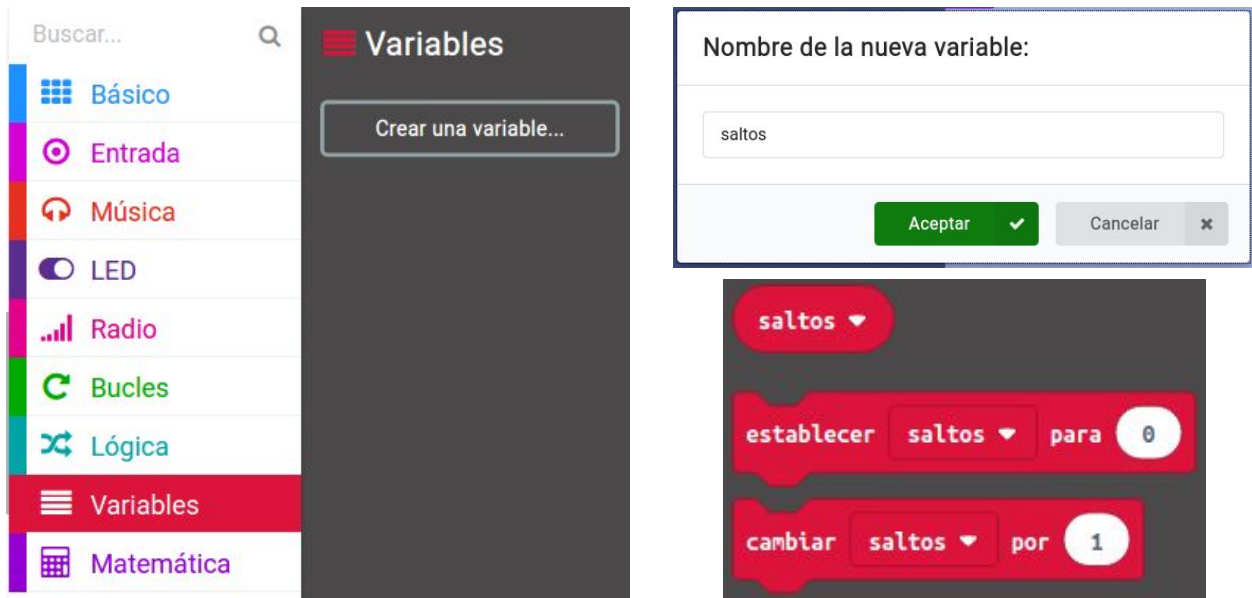 Buscar...
Básico
Entrada
Música
LED
Radio
Bucles
Lógica
Variables
Matemática
Variables
Crear una variable...
Nombre de la nueva variable:
saltos
Aceptar
Cancelar
saltos
establecer saltos para 0
cambiar saltos por 1